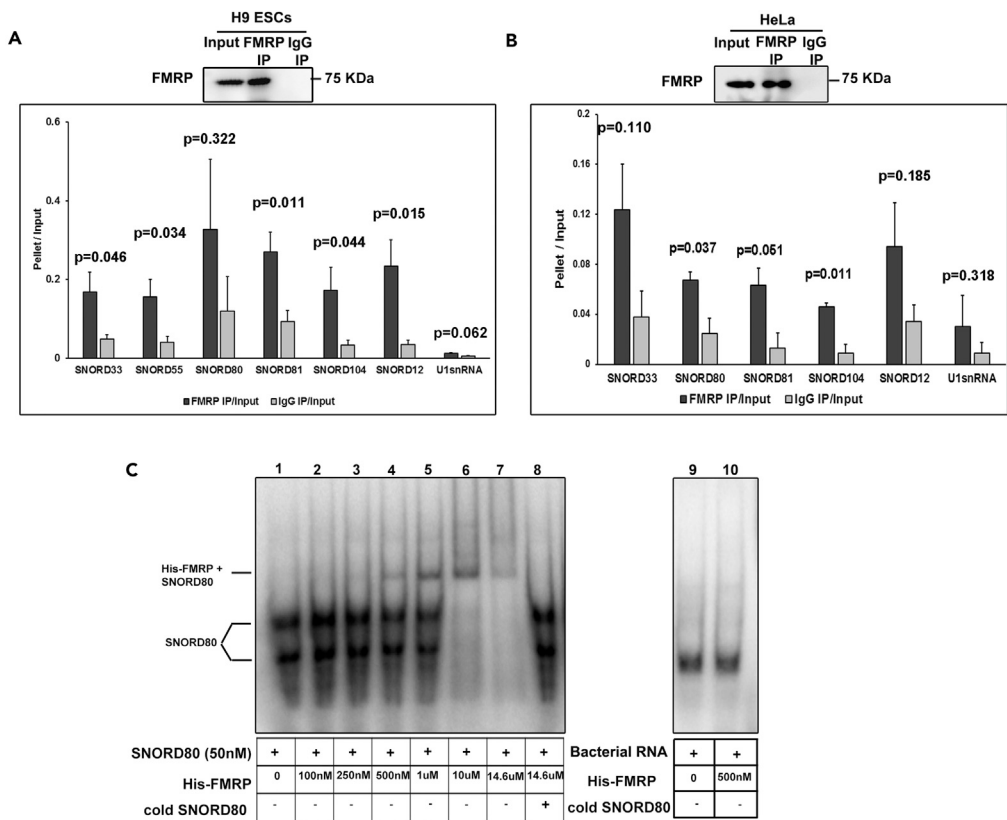 A
H9 ESCs
Input FMRP IgG
IP IP
FMRP
75 KDa
0.6
0.4
0.2
0
Pellet / Input
p=0.046
p=0.034
p=0.322
p=0.011
p=0.044
p=0.015
p=0.062
SNORD33 SNORD55 SNORD80 SNORD81 SNORD104 SNORD12 U1snRNA
FMRP IP/Input IgG IP/Input
B
HeLa
Input FMRP IgG
IP IP
FMRP
75 KDa
0.2
0.16
0.12
0.08
0.04
0
Pellet / Input
p=0.110
p=0.037
p=0.051
p=0.011
p=0.185
p=0.318
SNORD33 SNORD80 SNORD81 SNORD104 SNORD12 U1snRNA
FMRP IP/Input IgG IP/Input
C
1 2 3 4 5 6 7 8
His-FMRP +
SNORD80
SNORD80
SNORD80 (50nM) + + + + + + + +
His-FMRP 0 100nM 250nM 500nM 1uM 10uM 14.6uM 14.6uM
cold SNORD80 - - - - - - - +
9 10
Bacterial RNA + +
His-FMRP 0 500nM
cold SNORD80 - -